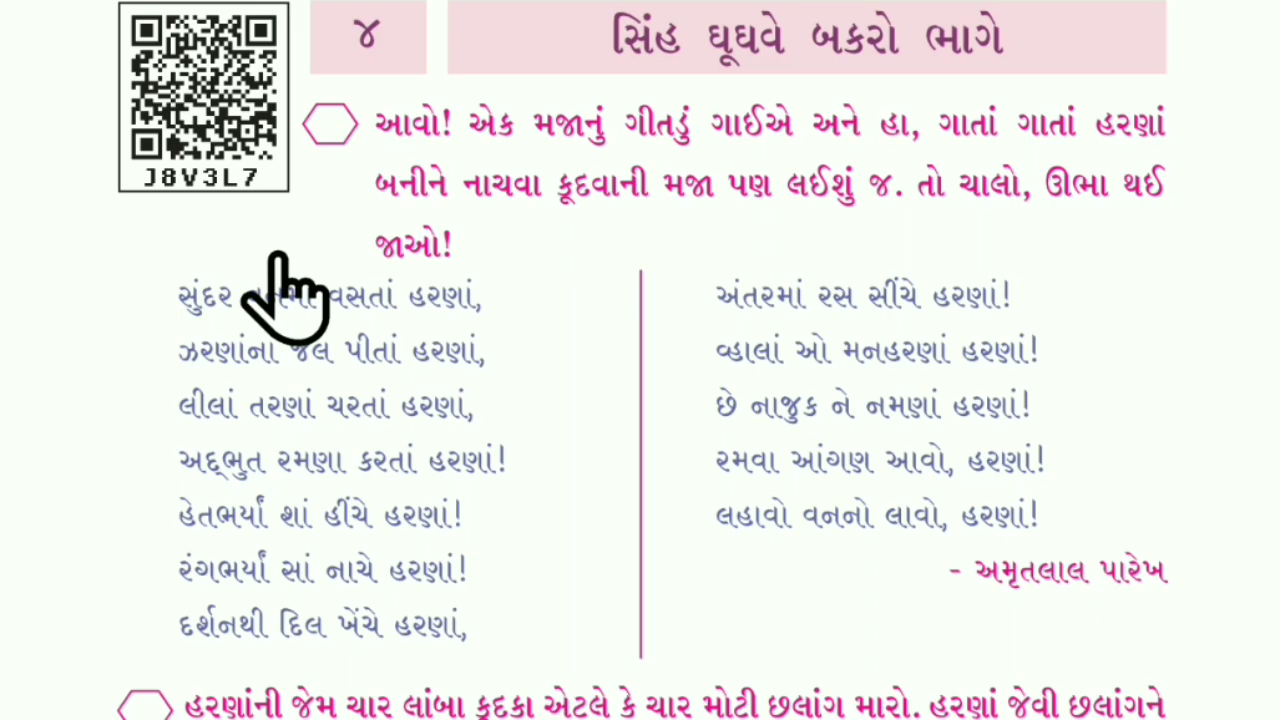 J8V3L7
૪
સિંહ ઘૂઘવે બકરો ભાગે
આવો! એક મજાનું ગીતડું ગાઈએ અને હા, ગાતાં ગાતાં હરણાં
બનીને નાચવા કૂદવાની મજા પણ લઈશું જ. તો ચાલો, ઊભા થઈ
જાઓ!
સુંદર વસતાં હરણાં,
ઝરણાંના જલ પીતાં હરણાં,
લીલાં તરણાં ચરતાં હરણાં,
અદ્ભુત રમણા કરતાં હરણાં!
હેતભર્યાં શાં હીંચે હરણાં!
રંગભર્યાં સાં નાચે હરણાં!
દર્શનથી દિલ ખેંચે હરણાં,
અંતરમાં રસ સીંચે હરણાં!
વ્હાલાં ઓ મનહરણાં હરણાં!
છે નાજુક ને નમણાં હરણાં!
રમવા આંગણ આવો, હરણાં!
લહાવો વનનો લાવો, હરણાં!
- અમૃતલાલ પારેખ
હરણાંની જેમ ચાર લાંબા કૂદકા એટલે કે ચાર મોટી છલાંગ મારો. હરણાં જેવી છલાંગને